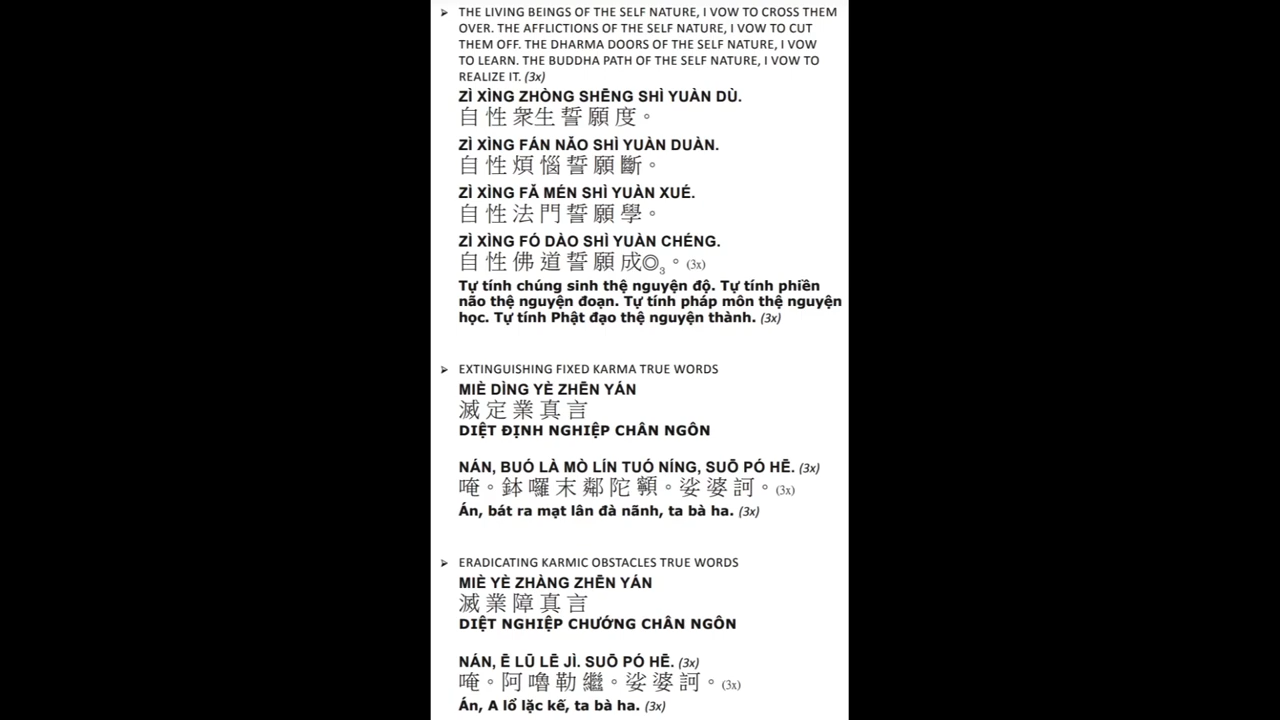 ➢ THE LIVING BEINGS OF THE SELF NATURE, I VOW TO CROSS THEM
OVER. THE AFFLICTIONS OF THE SELF NATURE, I VOW TO CUT
THEM OFF. THE DHARMA DOORS OF THE SELF NATURE, I VOW
TO LEARN. THE BUDDHA PATH OF THE SELF NATURE, I VOW TO
REALIZE IT. (3x)
ZÌ XÌNG ZHÒNG SHĒNG SHÌ YUÀN DÙ.
自性衆生誓願度。
ZÌ XÌNG FÁN NǍO SHÌ YUÀN DUÀN.
自性煩惱誓願斷。
ZÌ XÌNG FǍ MÉN SHÌ YUÀN XUÉ.
自性法門誓願學。
ZÌ XÌNG FÓ DÀO SHÌ YUÀN CHÉNG.
自性佛道誓願成◎3。(3x)
Tự tính chúng sinh thệ nguyện độ. Tự tính phiền
não thệ nguyện đoạn. Tự tính pháp môn thệ nguyện
học. Tự tính Phật đạo thệ nguyện thành. (3x)
➢ EXTINGUISHING FIXED KARMA TRUE WORDS
MIÈ DÌNG YÈ ZHĒN YÁN
滅定業真言
DIỆT ĐỊNH NGHIỆP CHÂN NGÔN
NÁN, BUÓ LÀ MÒ LÍN TUÓ NÍNG, SUŌ PÓ HĒ. (3x)
唵。鉢囉末鄰陀顊。娑婆訶。(3x)
Án, bát ra mạt lân đà nãnh, ta bà ha. (3x)
➢ ERADICATING KARMIC OBSTACLES TRUE WORDS
MIÈ YÈ ZHÀNG ZHĒN YÁN
滅業障真言
DIỆT NGHIỆP CHƯỚNG CHÂN NGÔN
NÁN, Ē LŪ LĒ JÌ. SUŌ PÓ HĒ. (3x)
唵。阿嚕勒繼。娑婆訶。(3x)
Án, A lổ lặc kế, ta bà ha. (3x)